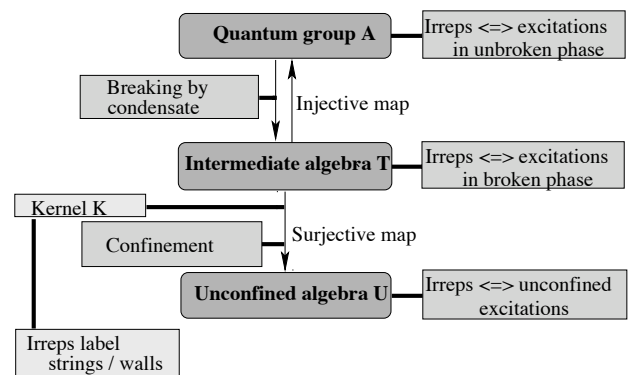 Quantum group A
Irreps <=> excitations
in unbroken phase
Breaking by
condensate
Injective map
Intermediate algebra T
Irreps <=> excitations
in broken phase
Kernel K
Surjective map
Confinement
Unconfined algebra U
Irreps <=> unconfined
excitations
Irreps label
strings / walls